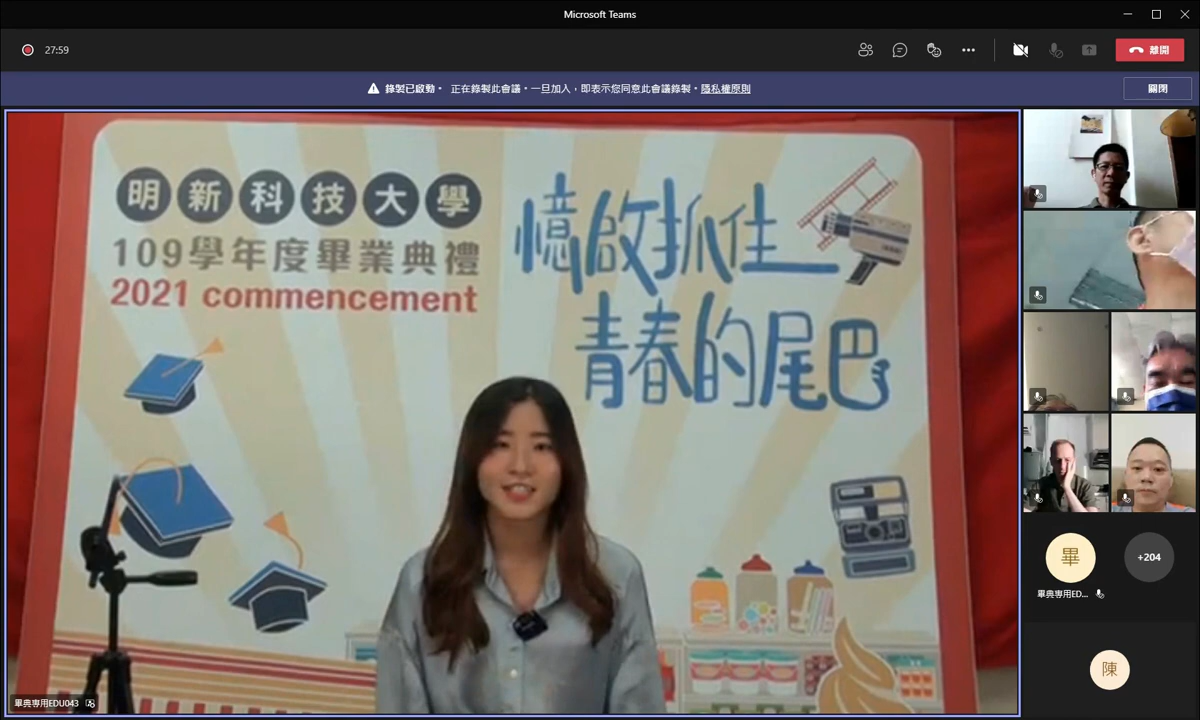 Microsoft Teams
27:59
離開
錄製已啟動。 正在錄製此會議。一旦加入，即表示您同意此會議錄製。隱私權原則
關閉
明新科技大學
109學年度畢業典禮
2021 commencement
憶啟抓住
青春的尾巴
畢
+204
畢典専用ED...
陳
畢典専用EDU043